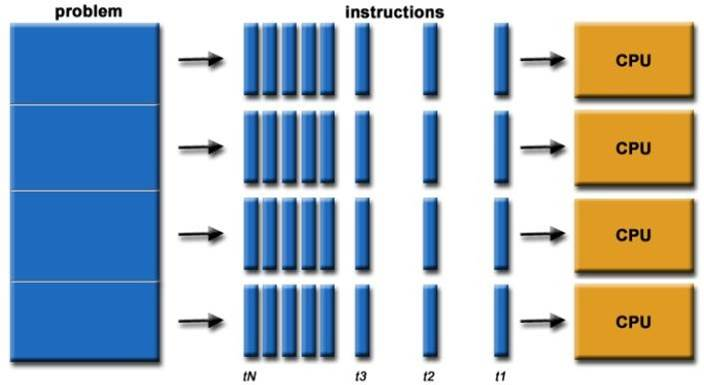 problem
instructions
CPU
CPU
CPU
CPU
tN t3 t2 t1